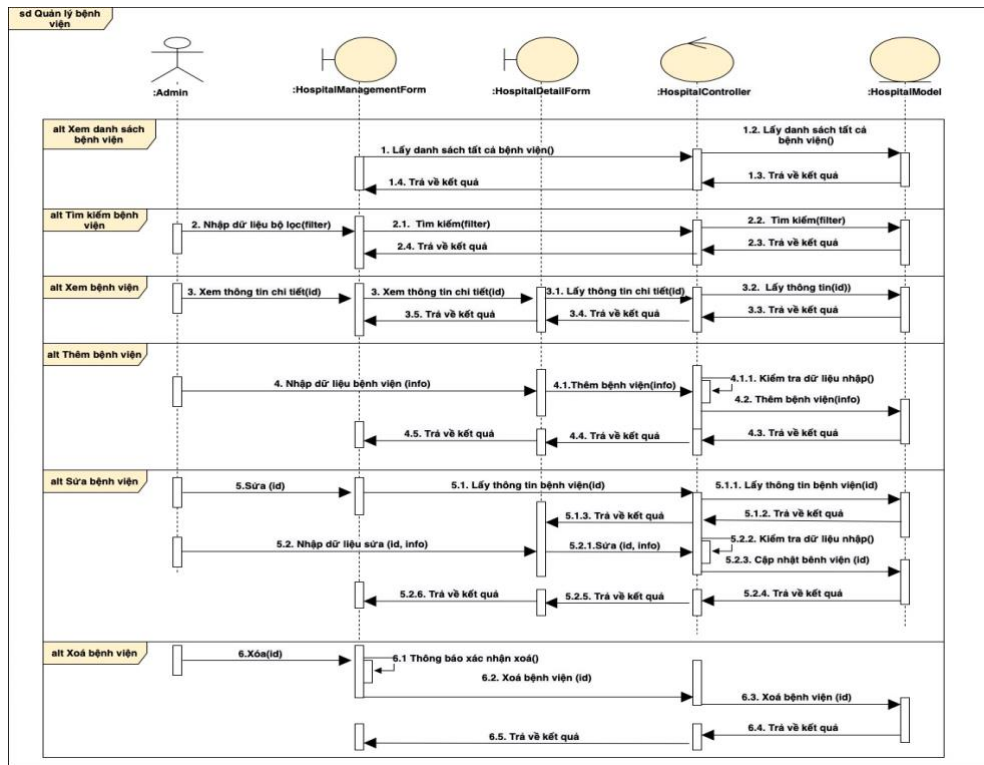 sd Quản lý bệnh
viện
:Admin
:HospitalManagementForm
:HospitalDetailForm
:HospitalController
:HospitalModel
alt Xem danh sách
bệnh viện
1. Lấy danh sách tất cả bệnh viện()
1.2. Lấy danh sách tất cả
bệnh viện()
1.3. Trả về kết quả
1.4. Trả về kết quả
alt Tìm kiếm bệnh
viện
2. Nhập dữ liệu bộ lọc(filter)
2.1. Tìm kiếm(filter)
2.2. Tìm kiếm(filter)
2.3. Trả về kết quả
2.4. Trả về kết quả
alt Xem bệnh viện
3. Xem thông tin chi tiết(id)
3. Xem thông tin chi tiết(id)
3.1. Lấy thông tin chi tiết(id)
3.2. Lấy thông tin(id))
3.3. Trả về kết quả
3.4. Trả về kết quả
3.5. Trả về kết quả
alt Thêm bệnh viện
4. Nhập dữ liệu bệnh viện (info)
4.1.Thêm bệnh viện(info)
4.1.1. Kiểm tra dữ liệu nhập()
4.2. Thêm bệnh viện(info)
4.3. Trả về kết quả
4.4. Trả về kết quả
4.5. Trả về kết quả
alt Sửa bệnh viện
5.Sửa (id)
5.1. Lấy thông tin bệnh viện(id)
5.1.1. Lấy thông tin bệnh viện(id)
5.1.2. Trả về kết quả
5.1.3. Trả về kết quả
5.2. Nhập dữ liệu sửa (id, info)
5.2.1.Sửa (id, info)
5.2.2. Kiểm tra dữ liệu nhập()
5.2.3. Cập nhật bênh viện (id)
5.2.4. Trả về kết quả
5.2.5. Trả về kết quả
5.2.6. Trả về kết quả
alt Xoá bệnh viện
6.Xóa(id)
6.1 Thông báo xác nhận xoá()
6.2. Xoá bệnh viện (id)
6.3. Xoá bệnh viện (id)
6.4. Trả về kết quả
6.5. Trả về kết quả